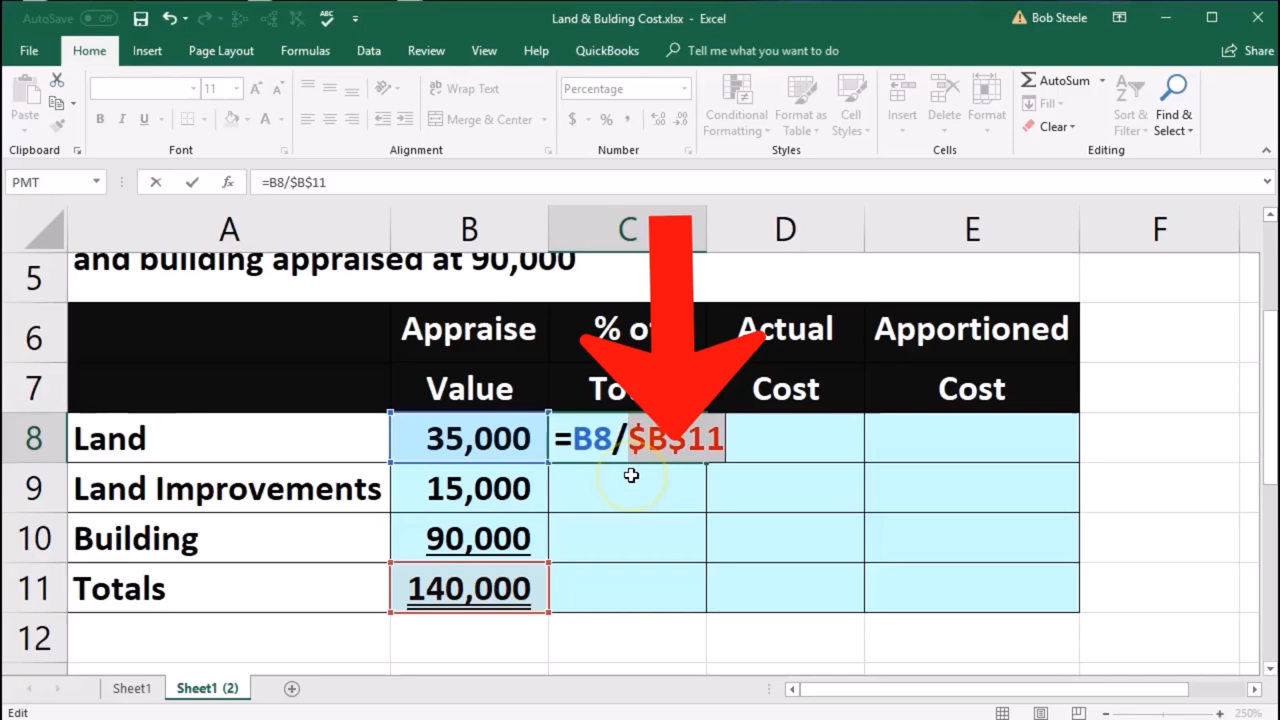 AutoSave Off
Land & Bulding Cost.xlsx - Excel
Bob Steele
File Home Insert Page Layout Formulas Data Review View Help QuickBooks Tell me what you want to do Share
Paste
11 A A
B I U A
Wrap Text
Merge & Center
Percentage
$ % ,
Conditional Formatting
Format as Table
Cell Styles
Insert Delete Format
AutoSum
Fill
Clear
Sort & Filter
Find & Select
Clipboard Font Alignment Number Styles Cells Editing
PMT fx =B8/$B$11
A B C D E F
5 and building appraised at 90,000
6 Appraise % Actual Apportioned
7 Value Cost Cost
8 Land 35,000 =B8/$B$11
9 Land Improvements 15,000
10 Building 90,000
11 Totals 140,000
12
Sheet1 Sheet1 (2)
Edit 250%